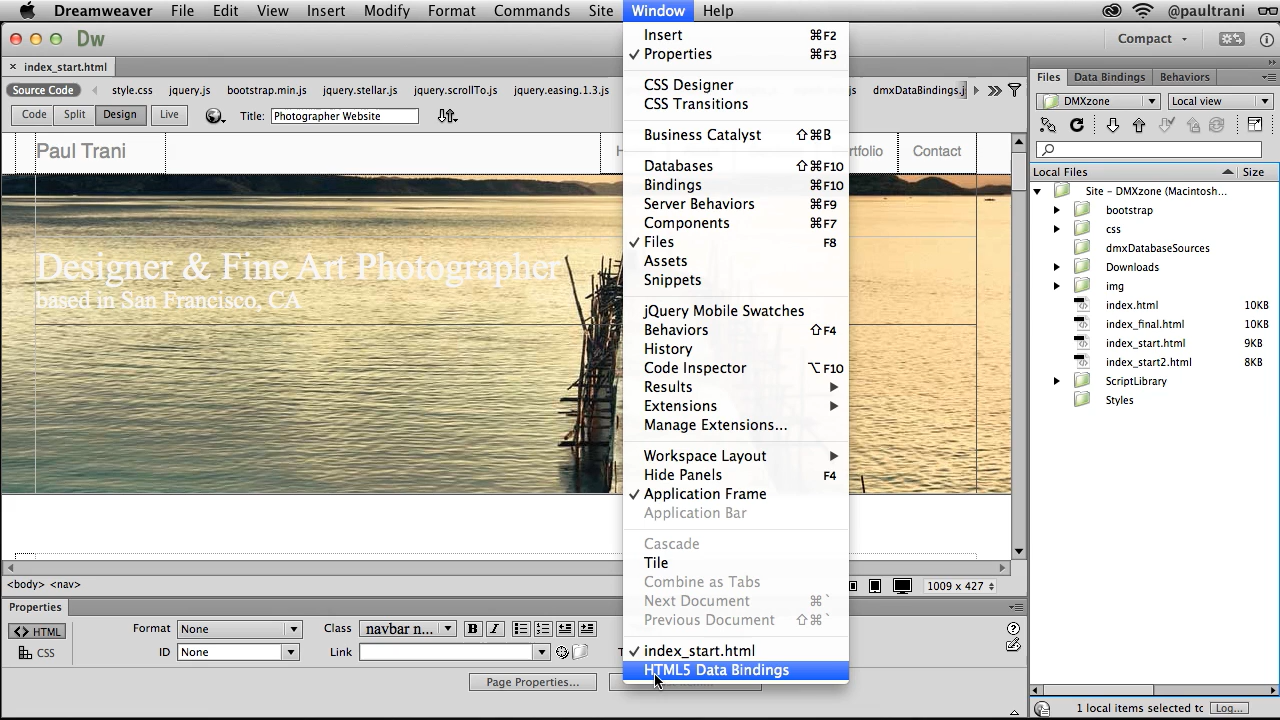 Dreamweaver File Edit View Insert Modify Format Commands Site Window Help @paultrani
Dw Compact
× index_start.html
Source Code style.css jquery.js bootstrap.min.js jquery.stellar.js jquery.scrollTo.js jquery.easing.1.3.js dmxDataBindings.j
Code Split Design Live Title: Photographer Website
Paul Trani Contact
Designer & Fine Art Photographer
based in San Francisco, CA
<body> <nav> 1009 x 427
Properties
<> HTML Format None Class navbar n...
CSS ID None Link
Page Properties...
Insert ⌘F2
✓ Properties ⌘F3
CSS Designer
CSS Transitions
Business Catalyst ⇧⌘B
Databases ⇧⌘F10
Bindings ⌘F10
Server Behaviors ⌘F9
Components ⌘F7
✓ Files F8
Assets
Snippets
jQuery Mobile Swatches
Behaviors ⇧F4
History
Code Inspector ⌥F10
Results
Extensions
Manage Extensions...
Workspace Layout
Hide Panels F4
✓ Application Frame
Application Bar
Cascade
Tile
Combine as Tabs
Next Document ⌘`
Previous Document ⇧⌘`
✓ index_start.html
HTML5 Data Bindings
Files Data Bindings Behaviors
DMXzone Local view
Local Files Size
Site - DMXzone (Macintosh...
bootstrap
css
dmxDatabaseSources
Downloads
img
index.html 10KB
index_final.html 10KB
index_start.html 9KB
index_start2.html 8KB
ScriptLibrary
Styles
1 local items selected to Log...